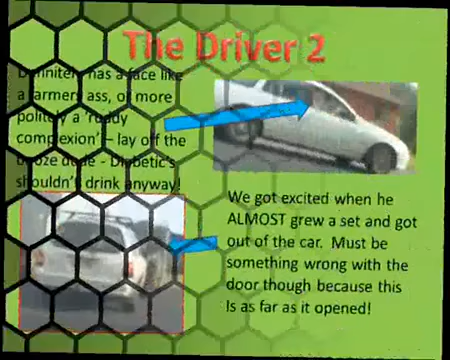 The Driver 2
Definitely has a face like
a farmers ass, or more
politely a 'ruddy
complexion' - lay off the
booze dude - Diabetic's
shouldn't drink anyway!
We got excited when he
ALMOST grew a set and got
out of the car. Must be
something wrong with the
door though because this
Is as far as it opened!